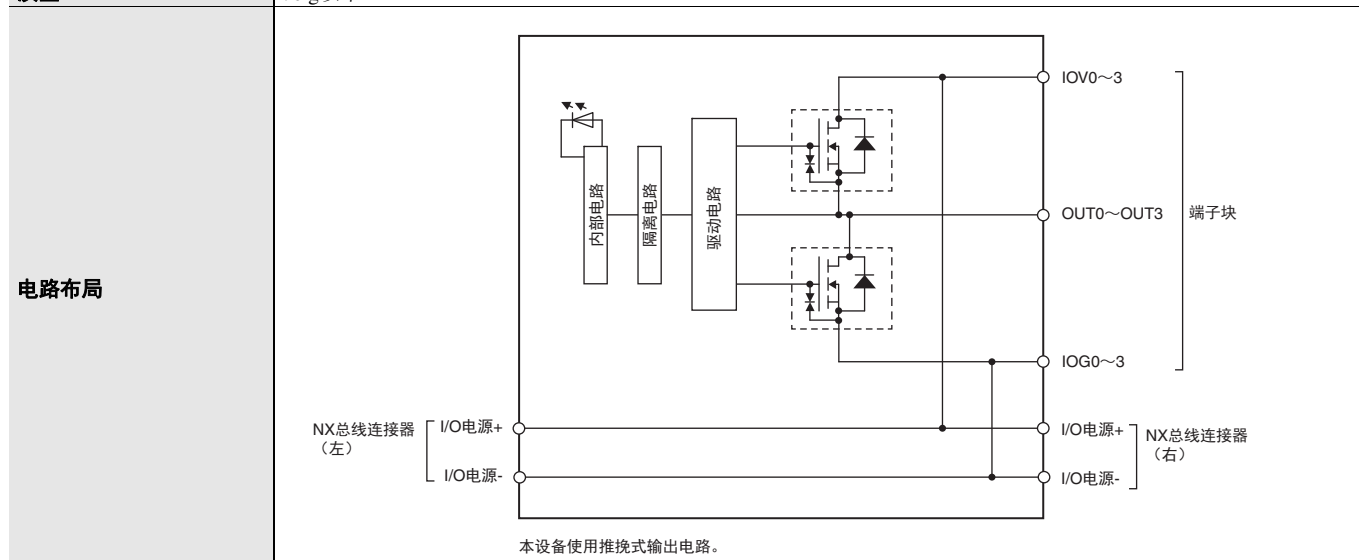 电路布局
IOV0～3
内部电路
隔离电路
驱动电路
OUT0～OUT3
端子块
IOG0～3
NX总线连接器
（左）
I/O电源+
I/O电源-
I/O电源+
I/O电源-
NX总线连接器
（右）
本设备使用推挽式输出电路。